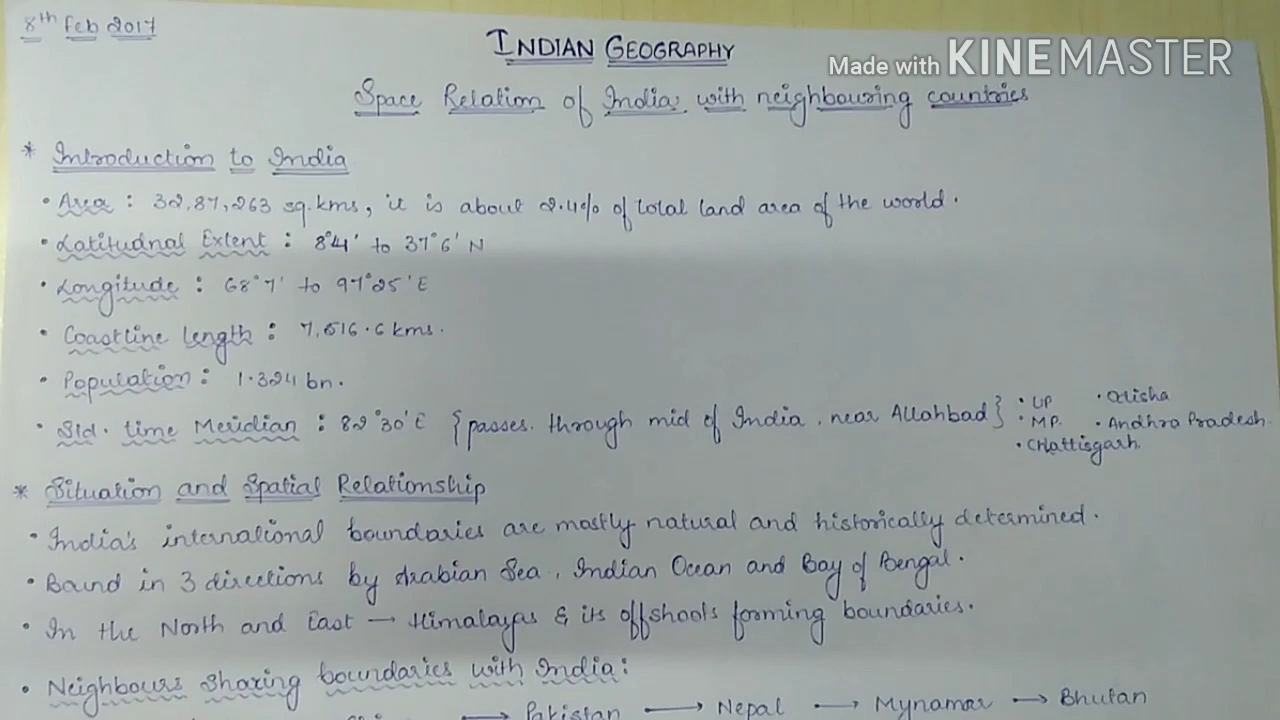 8th Feb 2017
INDIAN GEOGRAPHY
Made with KINEMASTER
Space Relation of India with neighbouring countries
* Introduction to India
• Area : 32,87,263 sq.kms, it is about 2.4% of total land area of the world.
• Latitudnal Extent : 8°4' to 37°6' N
• Longitude : 68°7' to 97°25'E
• Coastline length : 7,516.6 kms.
• Population : 1.324 bn.
• Std. time Meridian : 82°30'E {passes through mid of India, near Allahbad} • UP • Odisha
• MP. • Andhra Pradesh.
• Chattisgarh.
* Situation and Spatial Relationship
• India's international boundaries are mostly natural and historically determined.
• Baund in 3 directions by Arabian Sea, Indian Ocean and Bay of Bengal.
• In the North and East → Himalayas & its offshoots forming boundaries.
• Neighbours sharing boundaries with India :
→ Pakistan → Nepal → Mynamar → Bhutan